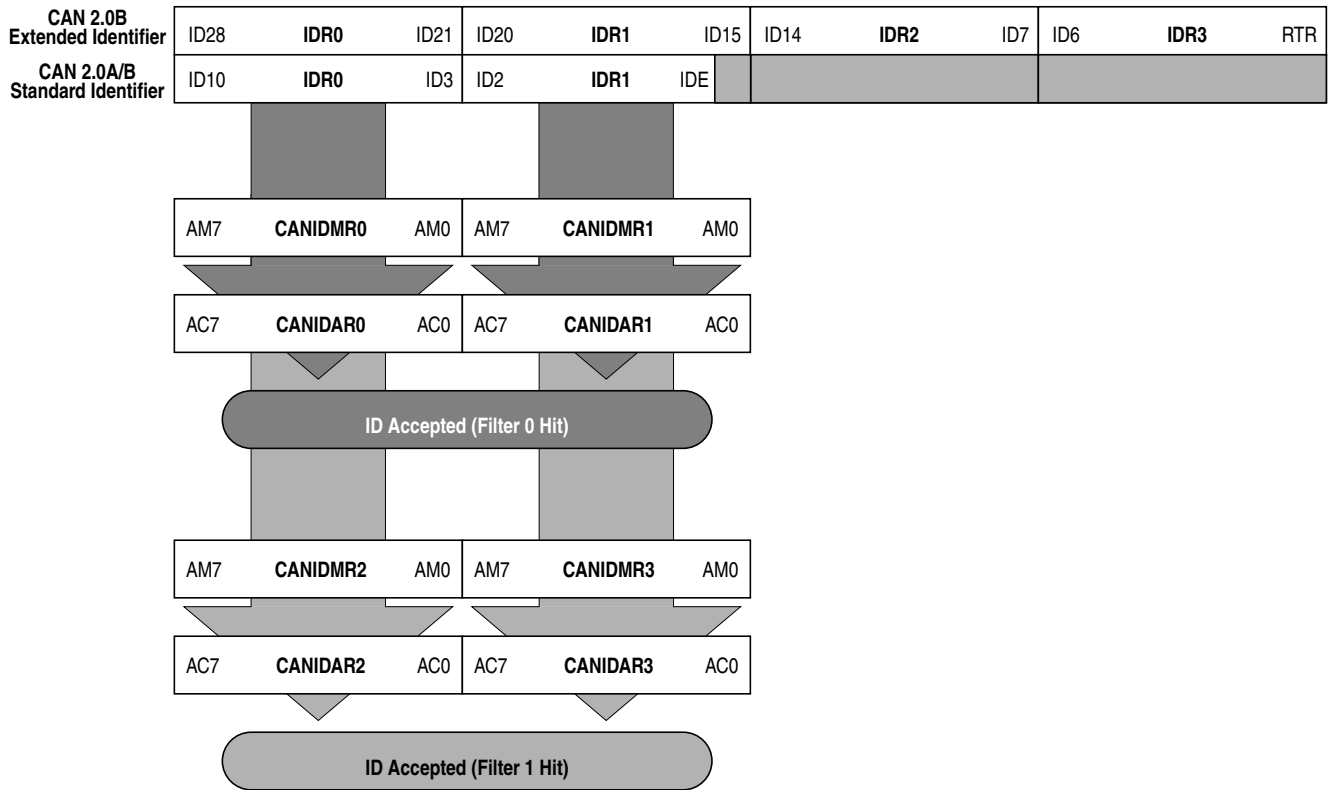 CAN 2.0B
Extended Identifier
ID28 IDR0 ID21 ID20 IDR1 ID15 ID14 IDR2 ID7 ID6 IDR3 RTR
CAN 2.0A/B
Standard Identifier
ID10 IDR0 ID3 ID2 IDR1 IDE
AM7 CANIDMR0 AM0 AM7 CANIDMR1 AM0
AC7 CANIDAR0 AC0 AC7 CANIDAR1 AC0
ID Accepted (Filter 0 Hit)
AM7 CANIDMR2 AM0 AM7 CANIDMR3 AM0
AC7 CANIDAR2 AC0 AC7 CANIDAR3 AC0
ID Accepted (Filter 1 Hit)